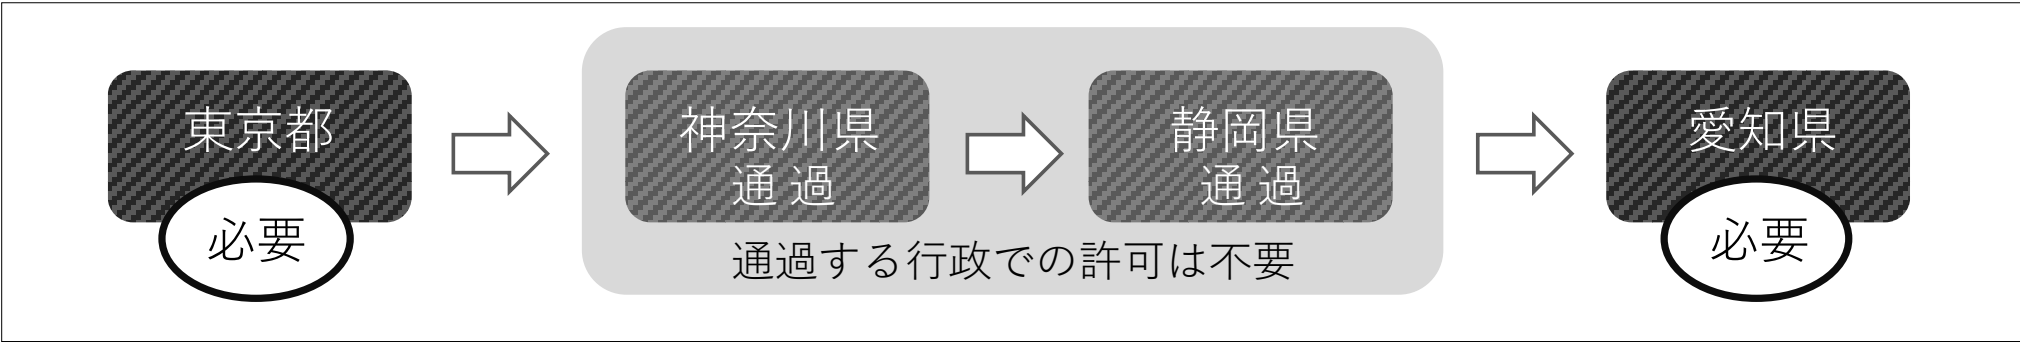 東京都
必要
神奈川県
通過
静岡県
通過
通過する行政での許可は不要
愛知県
必要